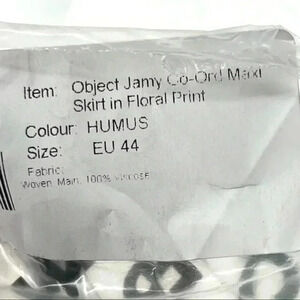 Item: Object Jamy Co-Ord Maxi
Skirt in Floral Print
Colour: HUMUS
Size: EU 44
Fabric:
Woven. Main. 100% viscose